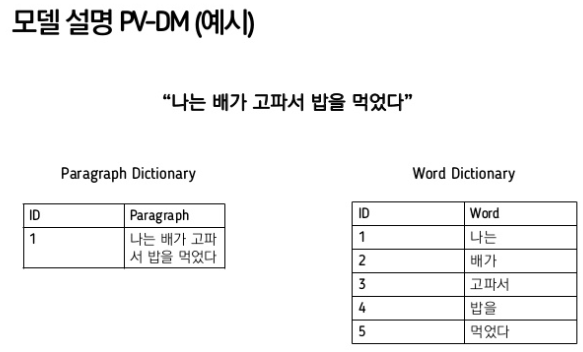 모델 설명 PV-DM (예시)
“나는 배가 고파서 밥을 먹었다”
Paragraph Dictionary
ID Paragraph
1 나는 배가 고파
서 밥을 먹었다
Word Dictionary
ID Word
1 나는
2 배가
3 고파서
4 밥을
5 먹었다